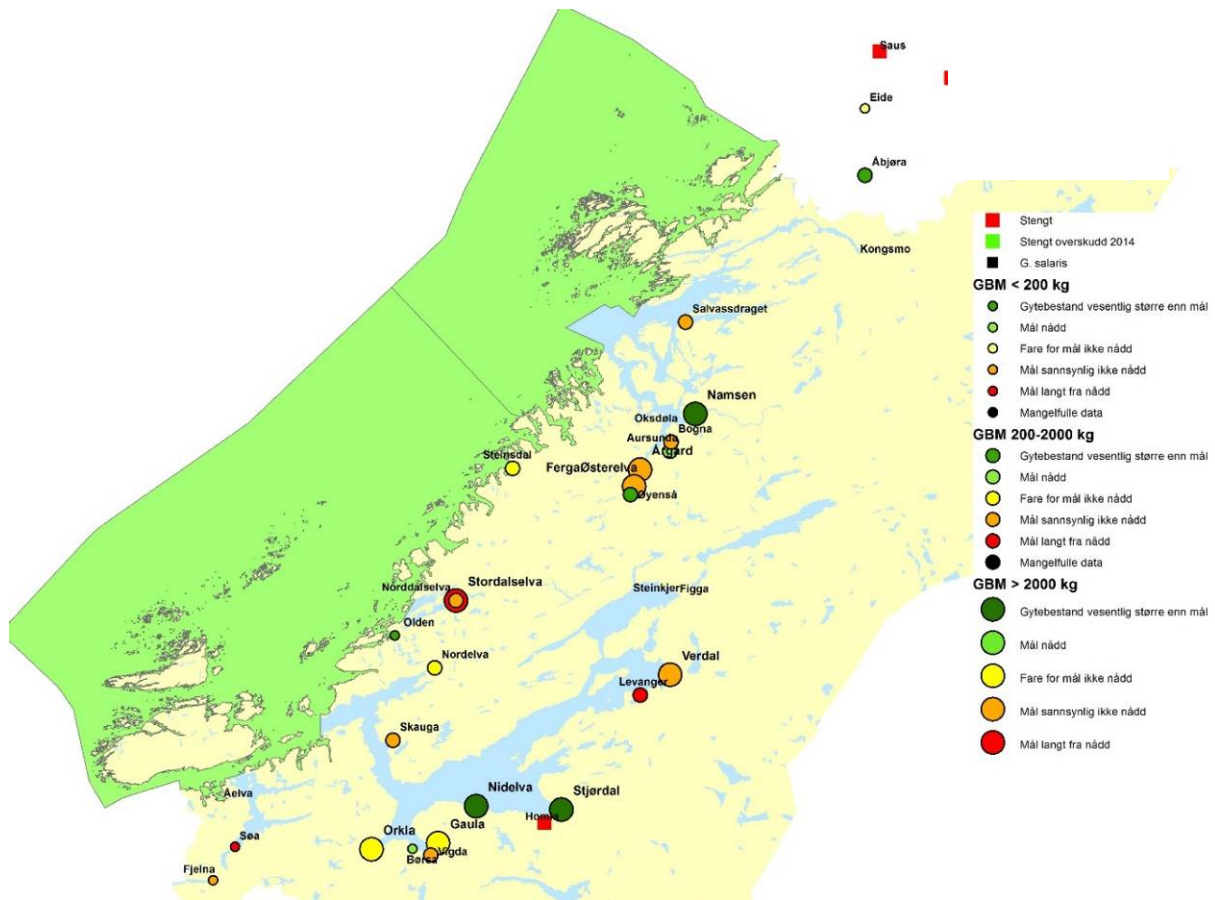 Saus
Eide
Åbjøra
Kongsmo
Salvassdraget
Namsen
Oksdøla
Bogna
Aursunda
Årgård
FergaØsterelva
Øyenså
Steinsdal
Norddalselva
Stordalselva
SteinkjerFigga
Olden
Nordelva
Verdal
Levanger
Skauga
Nidelva
Stjørdal
Homla
Åelva
Søa
Orkla
Gaula
Børsa
Vigda
Fjelna
Stengt
Stengt overskudd 2014
G. salaris
GBM < 200 kg
Gytebestand vesentlig større enn mål
Mål nådd
Fare for mål ikke nådd
Mål sannsynlig ikke nådd
Mål langt fra nådd
Mangelfulle data
GBM 200-2000 kg
Gytebestand vesentlig større enn mål
Mål nådd
Fare for mål ikke nådd
Mål sannsynlig ikke nådd
Mål langt fra nådd
Mangelfulle data
GBM > 2000 kg
Gytebestand vesentlig større enn mål
Mål nådd
Fare for mål ikke nådd
Mål sannsynlig ikke nådd
Mål langt fra nådd